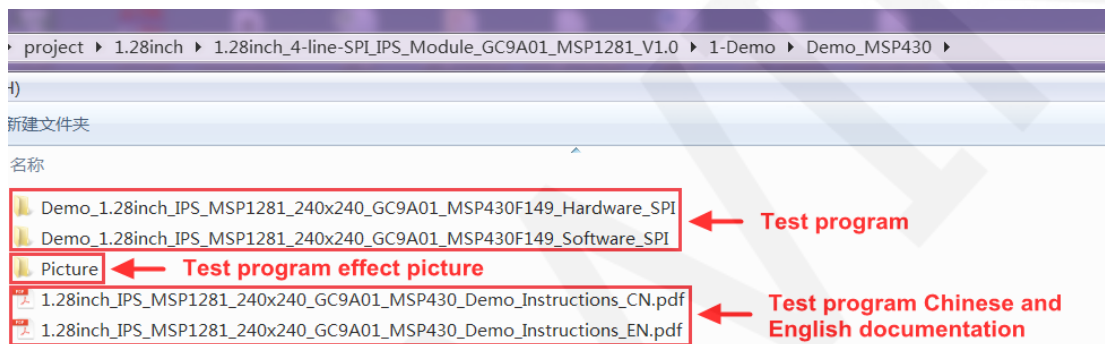 project ▸ 1.28inch ▸ 1.28inch_4-line-SPI_IPS_Module_GC9A01_MSP1281_V1.0 ▸ 1-Demo ▸ Demo_MSP430 ▸
H)
新建文件夹
名称
Demo_1.28inch_IPS_MSP1281_240x240_GC9A01_MSP430F149_Hardware_SPI
Demo_1.28inch_IPS_MSP1281_240x240_GC9A01_MSP430F149_Software_SPI
Test program
Picture
Test program effect picture
1.28inch_IPS_MSP1281_240x240_GC9A01_MSP430_Demo_Instructions_CN.pdf
1.28inch_IPS_MSP1281_240x240_GC9A01_MSP430_Demo_Instructions_EN.pdf
Test program Chinese and
English documentation